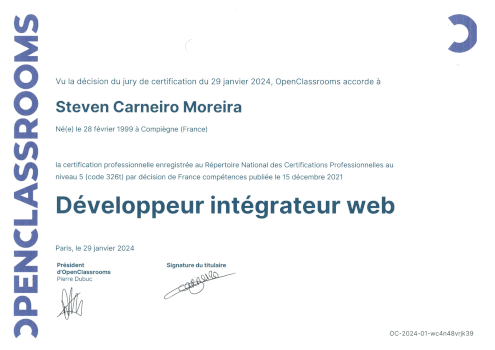 OPENCLASSROOMS
Vu la décision du jury de certification du 29 janvier 2024, OpenClassrooms accorde à
Steven Carneiro Moreira
Né(e) le 28 février 1999 à Compiègne (France)
la certification professionnelle enregistrée au Répertoire National des Certifications Professionnelles au
niveau 5 (code 326t) par décision de France compétences publiée le 15 décembre 2021
Développeur intégrateur web
Paris, le 29 janvier 2024
Président
d'OpenClassrooms
Pierre Dubuc
Signature du titulaire
Carneiro
OC-2024-01-wc4n48vrjk39